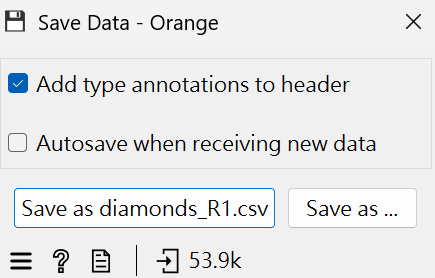 Save Data - Orange
Add type annotations to header
Autosave when receiving new data
Save as diamonds_R1.csv
Save as ...
? 53.9k